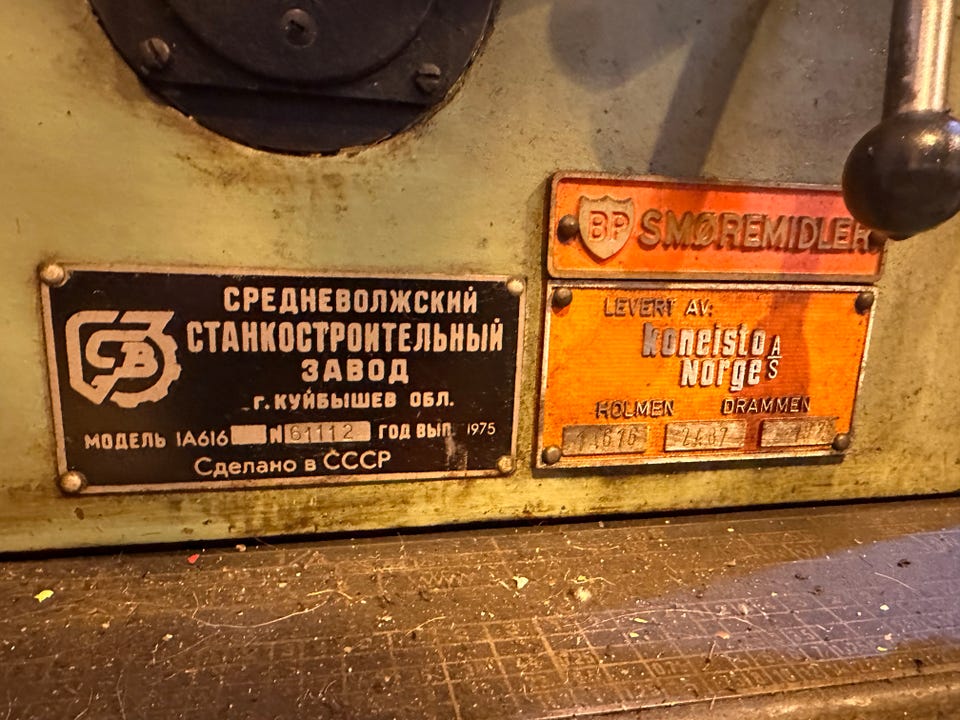 СРЕДНЕВОЛЖСКИЙ
СТАНКОСТРОИТЕЛЬНЫЙ
ЗАВОД
г. КУЙБЫШЕВ ОБЛ.
МОДЕЛЬ 1А616 N 61112 ГОД ВЫП. 1975
Сделано в СССР
BP SMØREMIDLER
LEVERT AV:
Koneisto
Norge A/S
HOLMEN DRAMMEN